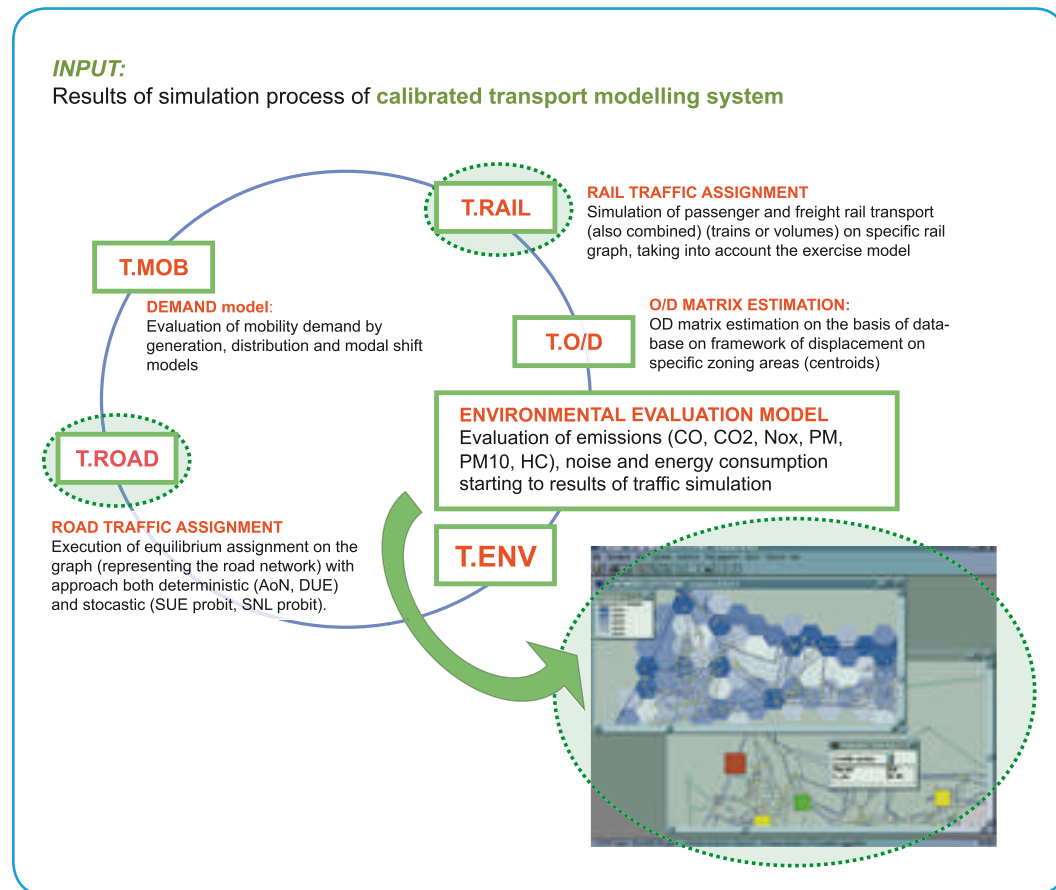 INPUT:
Results of simulation process of calibrated transport modelling system
T.RAIL
RAIL TRAFFIC ASSIGNMENT
Simulation of passenger and freight rail transport
(also combined) (trains or volumes) on specific rail
graph, taking into account the exercise model
T.MOB
DEMAND model:
Evaluation of mobility demand by
generation, distribution and modal shift
models
T.O/D
O/D MATRIX ESTIMATION:
OD matrix estimation on the basis of data-
base on framework of displacement on
specific zoning areas (centroids)
ENVIRONMENTAL EVALUATION MODEL
Evaluation of emissions (CO, CO2, Nox, PM,
PM10, HC), noise and energy consumption
starting to results of traffic simulation
T.ROAD
ROAD TRAFFIC ASSIGNMENT
Execution of equilibrium assignment on the
graph (representing the road network) with
approach both deterministic (AoN, DUE)
and stocastic (SUE probit, SNL probit).
T.ENV